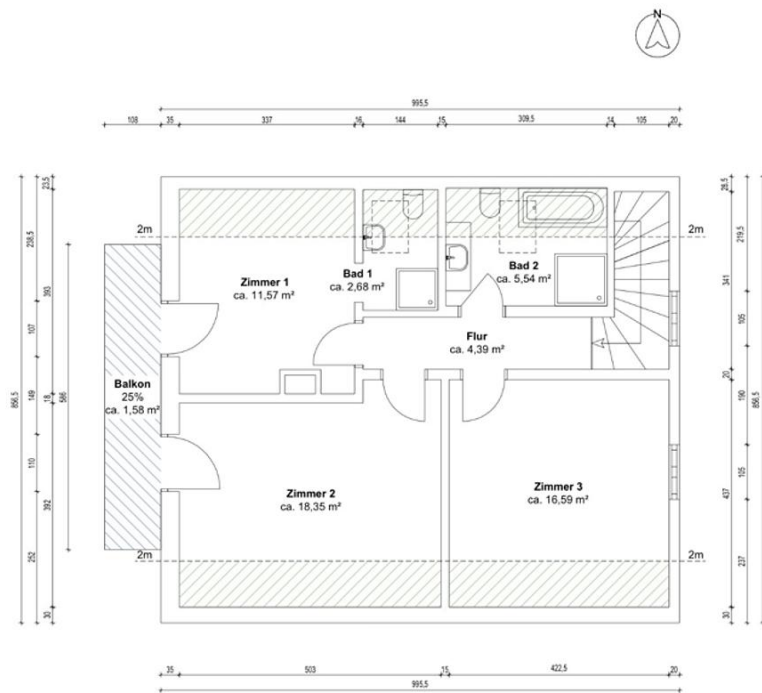 N
995,5
108
35
337
16
144
15
309,5
14
105
20
856,5
238,5
107
149
110
252
23,5
393
18
392
30
586
2m
2m
Zimmer 1
ca. 11,57 m²
Bad 1
ca. 2,68 m²
Bad 2
ca. 5,54 m²
Flur
ca. 4,39 m²
Balkon
25%
ca. 1,58 m²
Zimmer 2
ca. 18,35 m²
Zimmer 3
ca. 16,59 m²
2m
2m
341
20
437
30
219,5
105
190
105
237
856,5
35
503
15
422,5
20
995,5